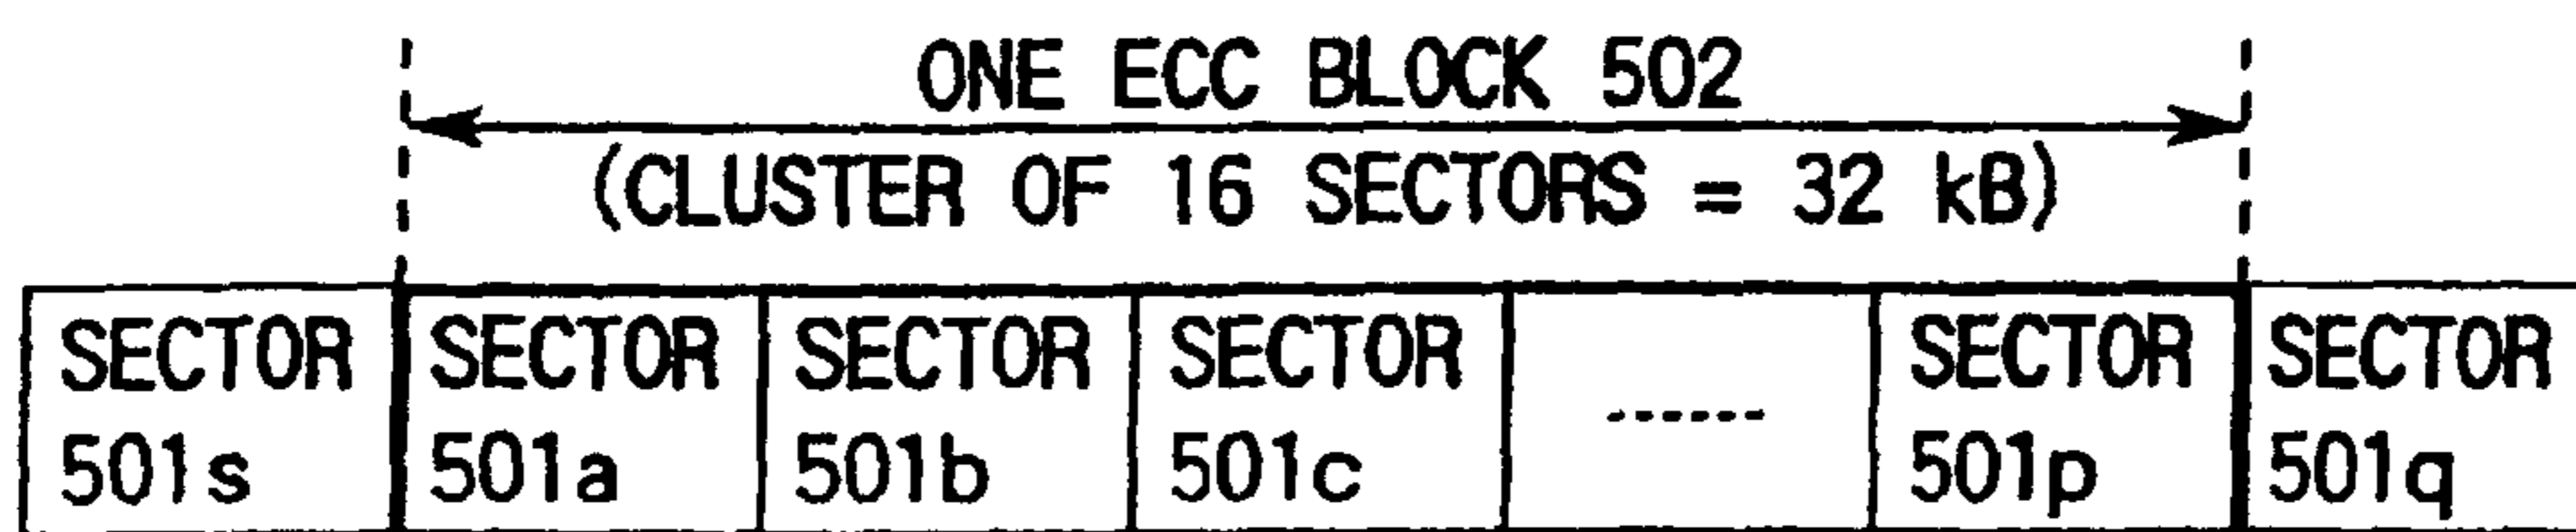 ONE ECC BLOCK 502
(CLUSTER OF 16 SECTORS = 32 kB)
SECTOR SECTOR SECTOR SECTOR SECTOR SECTOR
501s 501a 501b 501c ------ 501p 501q